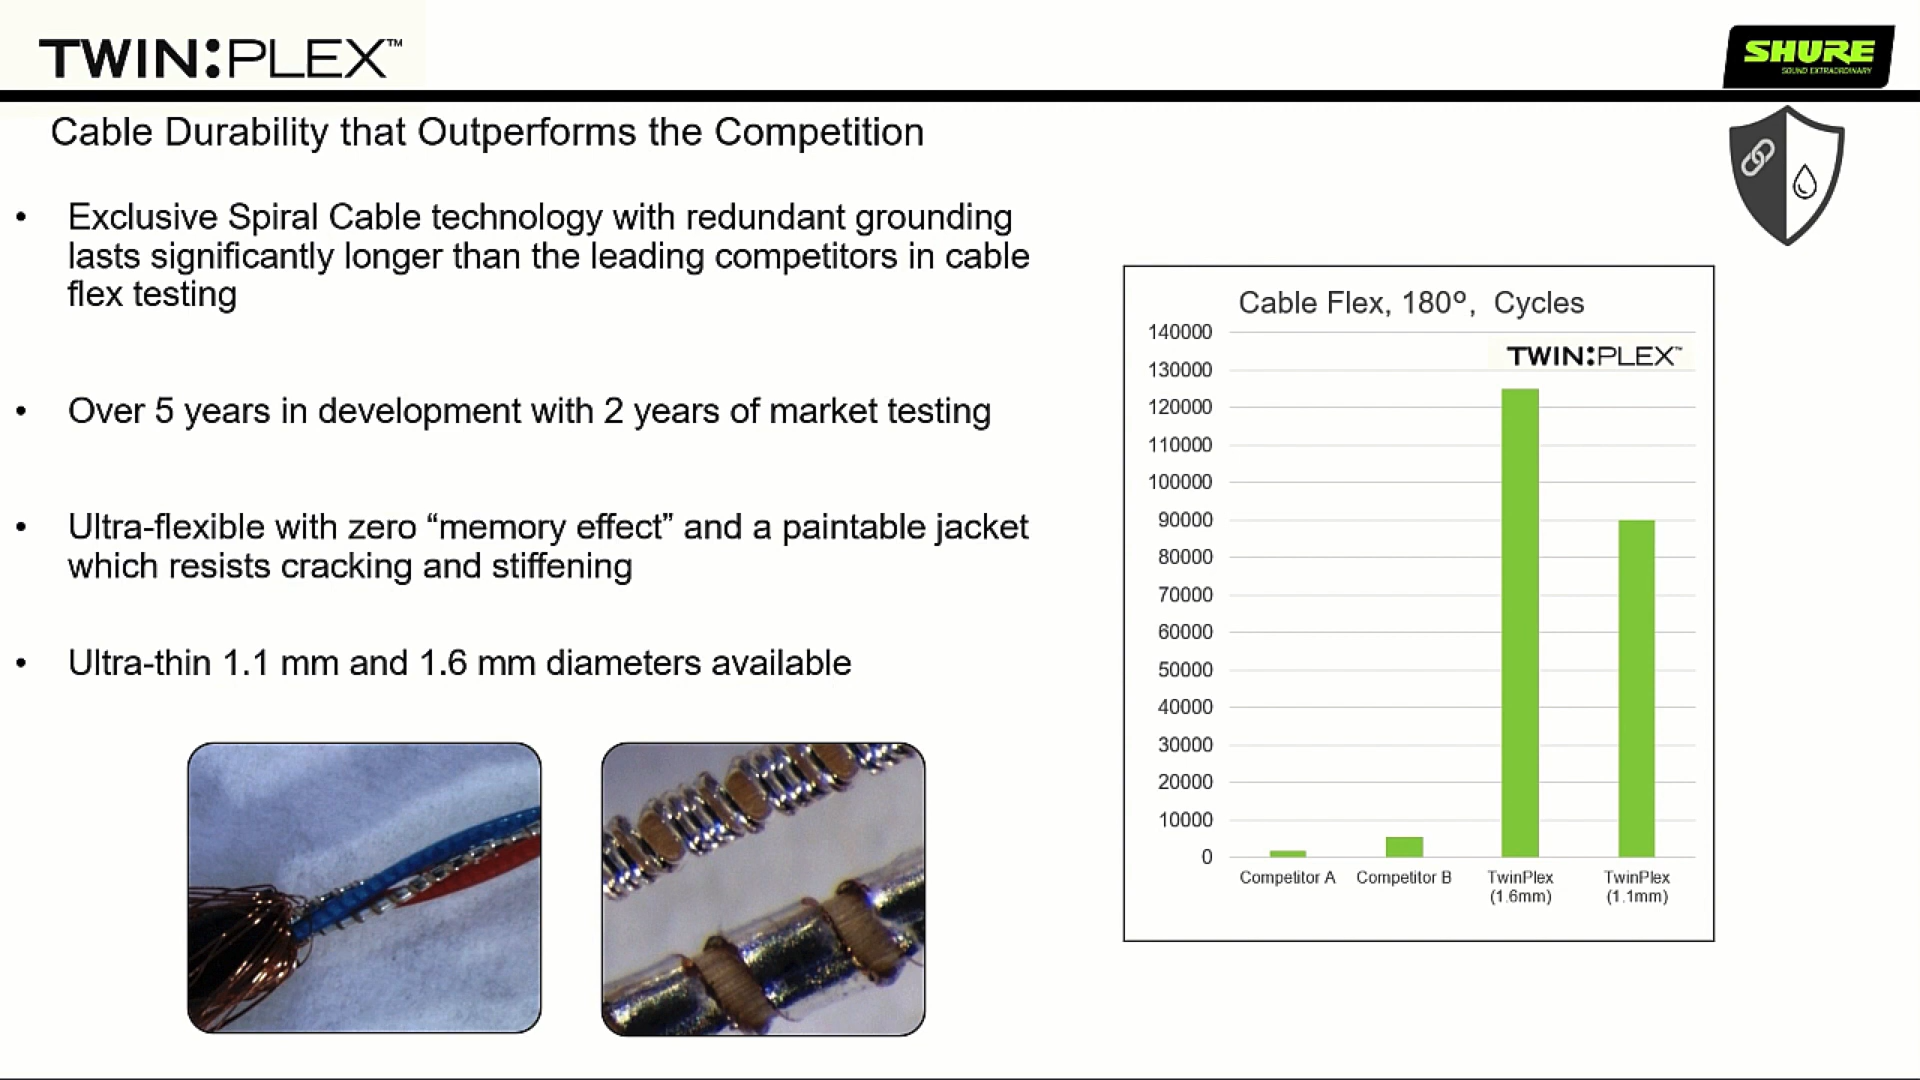 TWIN:PLEX™
SHURE
SOUND EXTRAORDINARY
Cable Durability that Outperforms the Competition
• Exclusive Spiral Cable technology with redundant grounding
lasts significantly longer than the leading competitors in cable
flex testing
• Over 5 years in development with 2 years of market testing
• Ultra-flexible with zero “memory effect” and a paintable jacket
which resists cracking and stiffening
• Ultra-thin 1.1 mm and 1.6 mm diameters available
Cable Flex, 180º, Cycles
TWIN:PLEX™
140000
130000
120000
110000
100000
90000
80000
70000
60000
50000
40000
30000
20000
10000
0
Competitor A
Competitor B
TwinPlex
(1.6mm)
TwinPlex
(1.1mm)